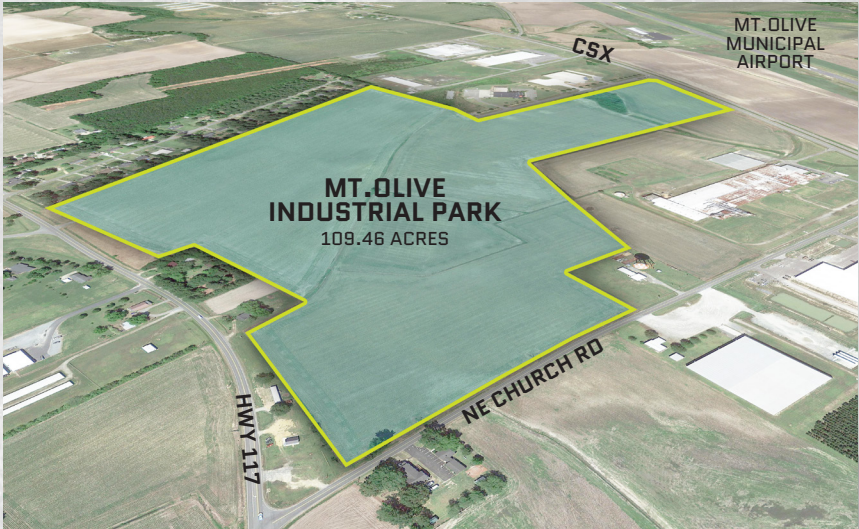 CSX
MT.OLIVE
MUNICIPAL
AIRPORT
MT.OLIVE
INDUSTRIAL PARK
109.46 ACRES
NE CHURCH RD
HWY 117